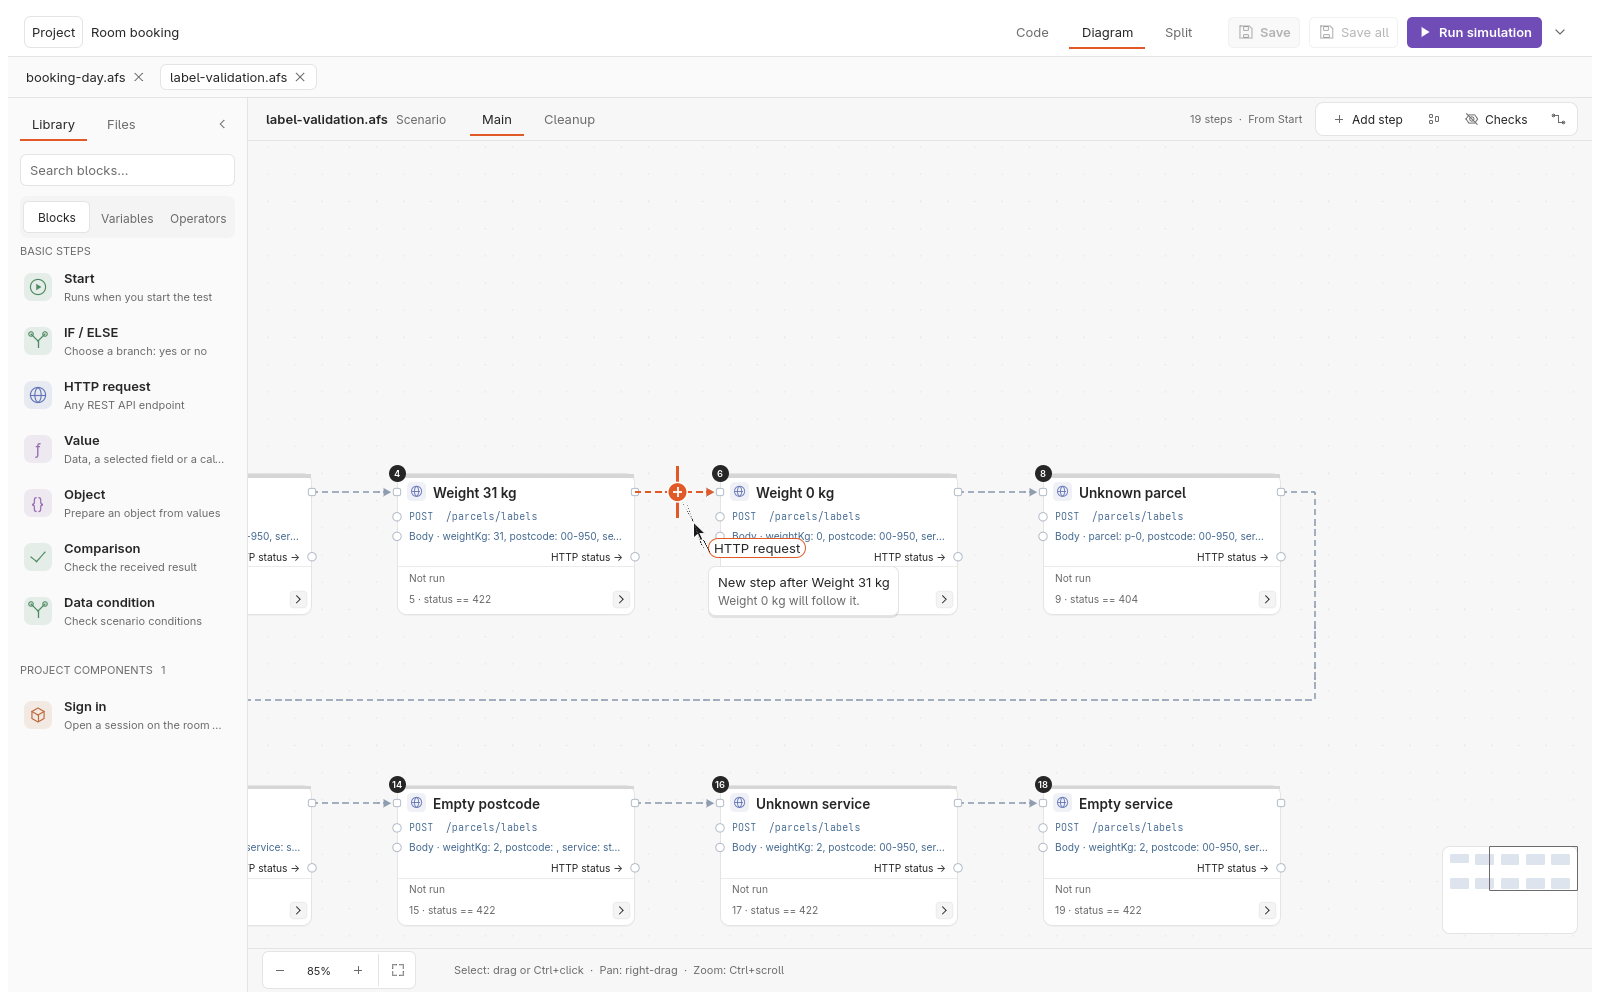 Project Room booking
Code Diagram Split
Save Save all Run simulation
booking-day.afs label-validation.afs
Library Files
label-validation.afs Scenario Main Cleanup
19 steps · From Start
Add step Checks
Search blocks...
Blocks Variables Operators
BASIC STEPS
Start
Runs when you start the test
IF / ELSE
Choose a branch: yes or no
HTTP request
Any REST API endpoint
Value
Data, a selected field or a cal...
Object
Prepare an object from values
Comparison
Check the received result
Data condition
Check scenario conditions
PROJECT COMPONENTS 1
Sign in
Open a session on the room ...
-950, ser...
P status →
4
Weight 31 kg
POST /parcels/labels
Body · weightKg: 31, postcode: 00-950, se...
HTTP status →
Not run
5 · status == 422
6
Weight 0 kg
POST /parcels/labels
Body · weightKg: 0, postcode: 00-950, ser...
HTTP status →
HTTP request
New step after Weight 31 kg
Weight 0 kg will follow it.
8
Unknown parcel
POST /parcels/labels
Body · parcel: p-0, postcode: 00-950, ser...
HTTP status →
Not run
9 · status == 404
service: s...
P status →
14
Empty postcode
POST /parcels/labels
Body · weightKg: 2, postcode: , service: st...
HTTP status →
Not run
15 · status == 422
16
Unknown service
POST /parcels/labels
Body · weightKg: 2, postcode: 00-950, ser...
HTTP status →
Not run
17 · status == 422
18
Empty service
POST /parcels/labels
Body · weightKg: 2, postcode: 00-950, ser...
HTTP status →
Not run
19 · status == 422
85%
Select: drag or Ctrl+click · Pan: right-drag · Zoom: Ctrl+scroll